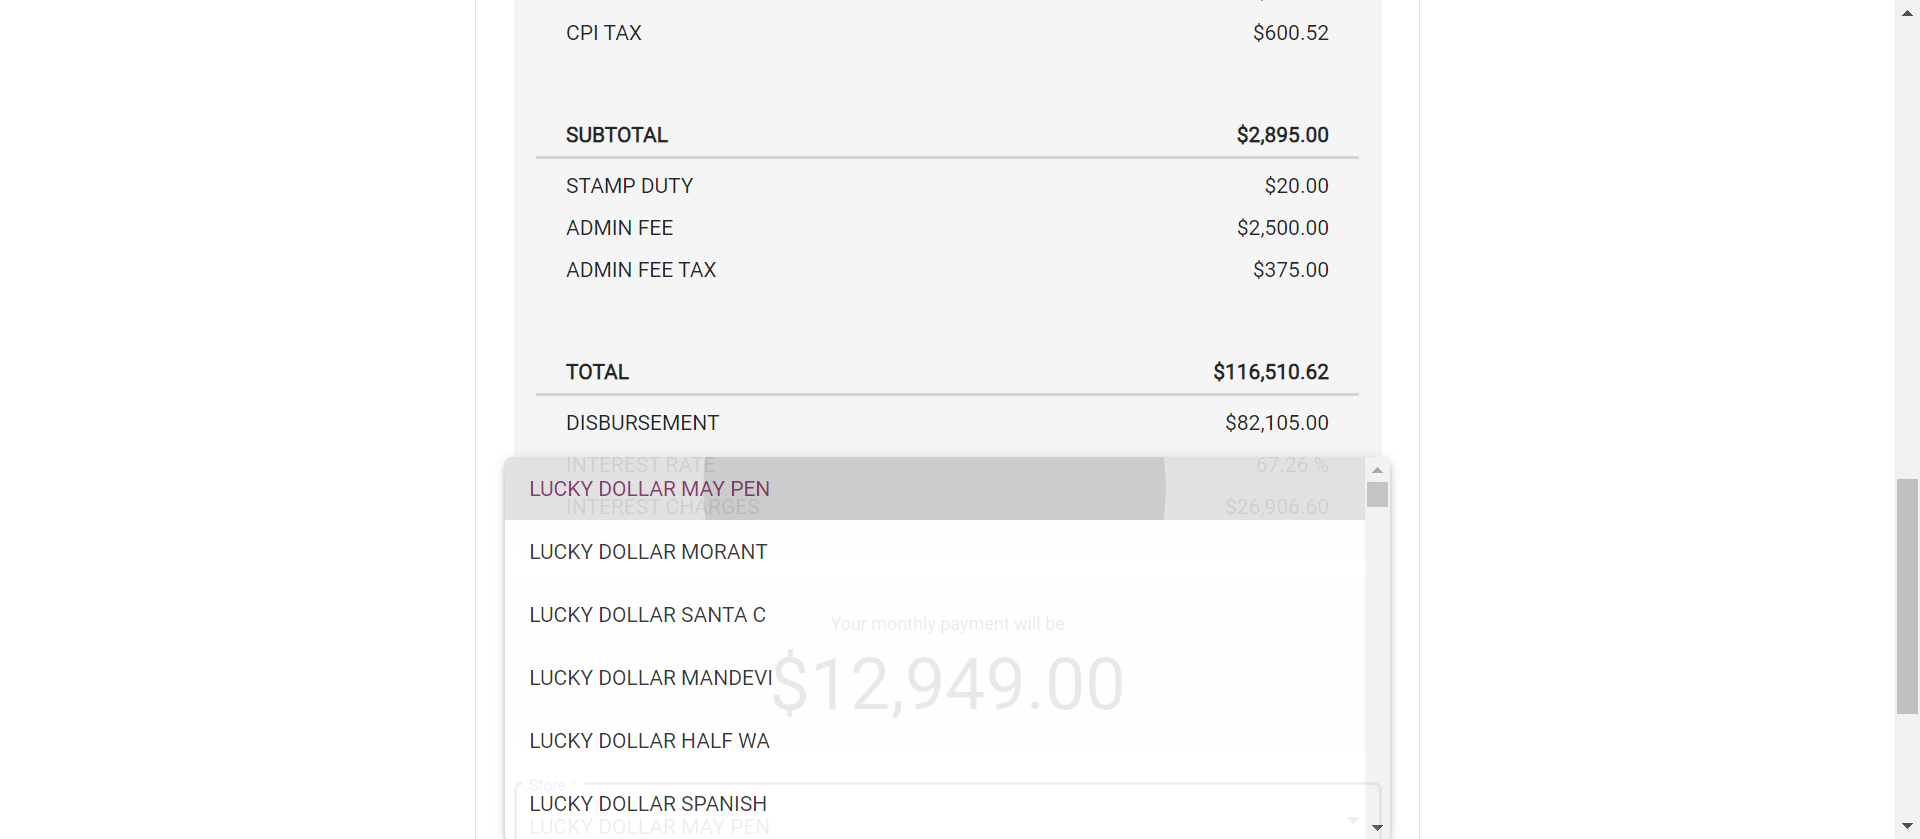 CPI TAX $600.52
SUBTOTAL $2,895.00
STAMP DUTY $20.00
ADMIN FEE $2,500.00
ADMIN FEE TAX $375.00
TOTAL $116,510.62
DISBURSEMENT $82,105.00
INTEREST RATE 67.26 %
LUCKY DOLLAR MAY PEN
INTEREST CHARGES $26,906.60
LUCKY DOLLAR MORANT
LUCKY DOLLAR SANTA C
Your monthly payment will be
LUCKY DOLLAR MANDEVI
$12,949.00
LUCKY DOLLAR HALF WA
Store *
LUCKY DOLLAR SPANISH
LUCKY DOLLAR MAY PEN